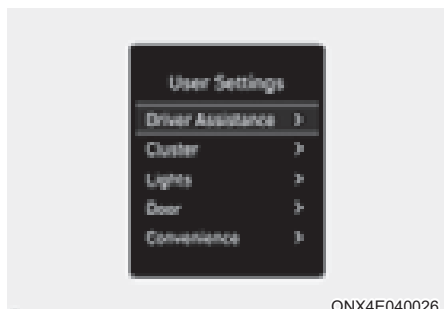 User Settings
Driver Assistance >
Cluster >
Lights >
Door >
Convenience >
ONX4E040026